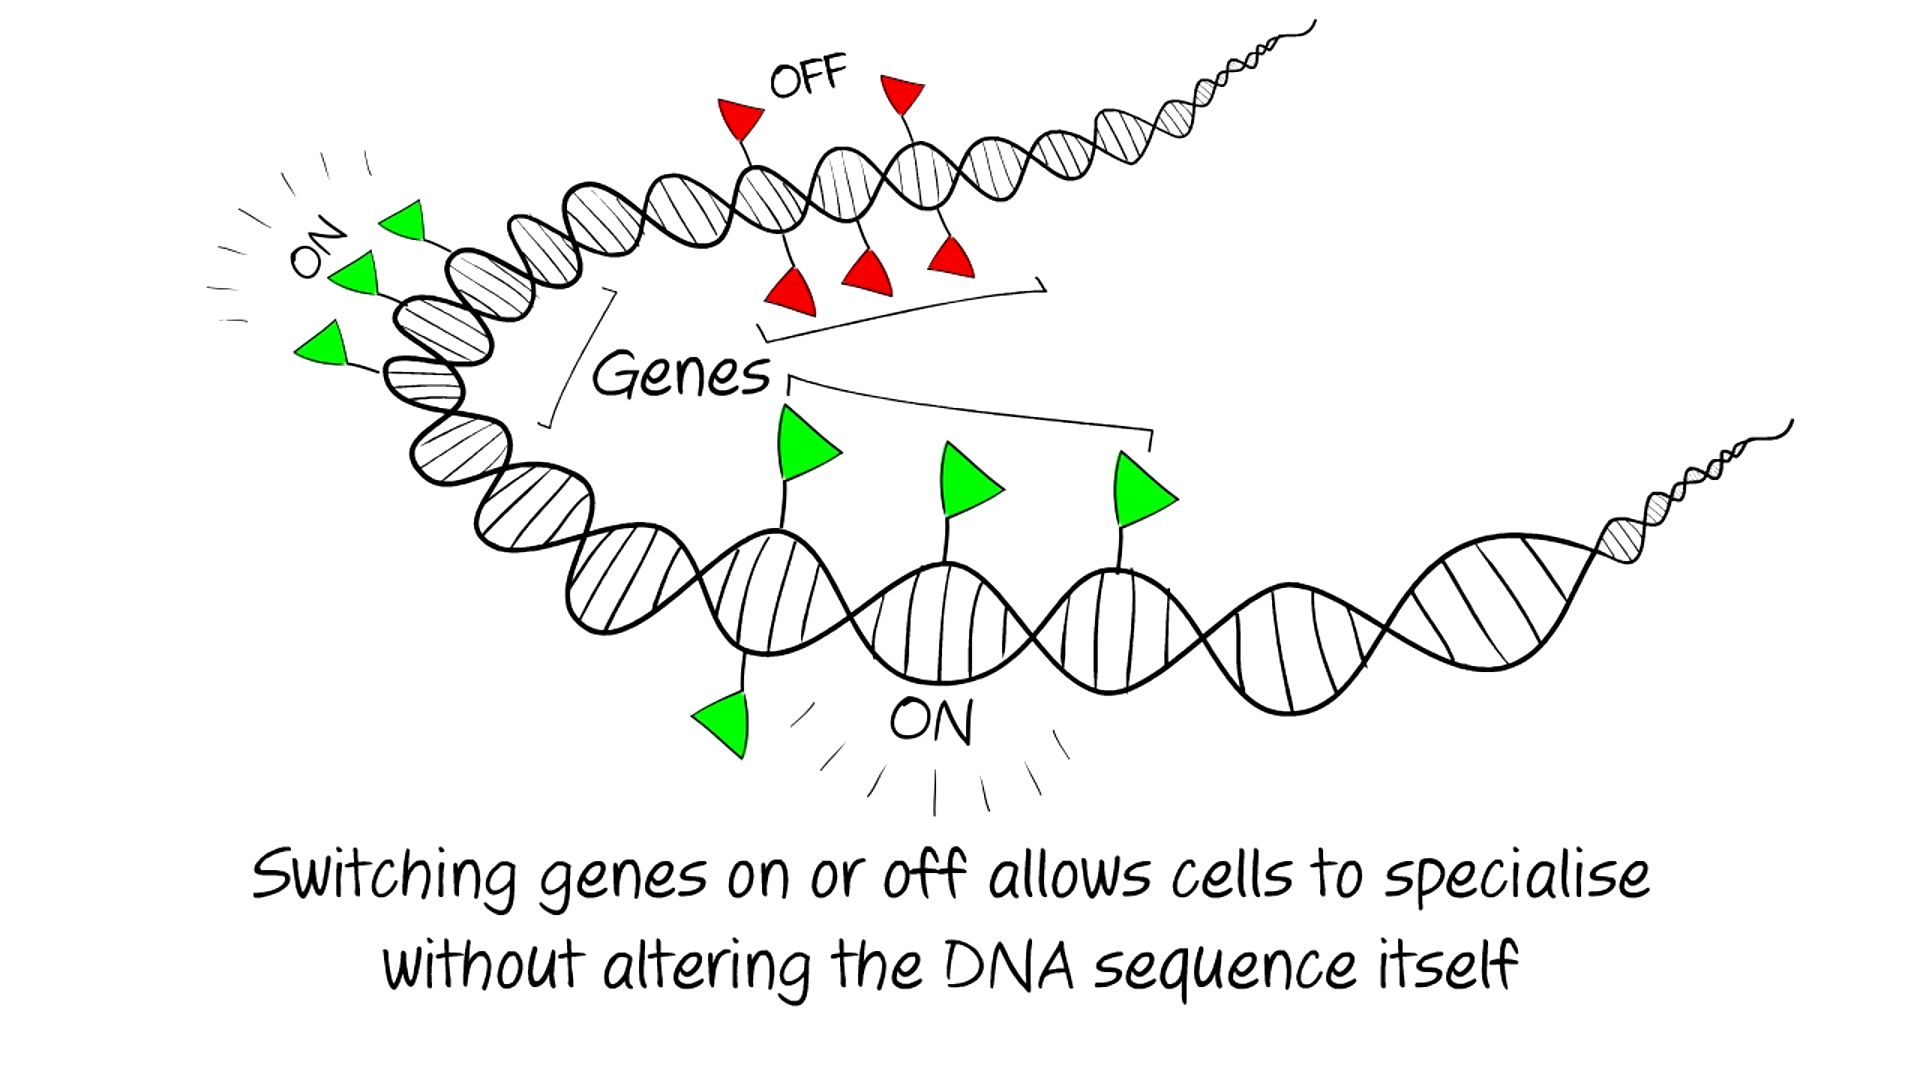 OFF
ON
Genes
ON
Switching genes on or off allows cells to specialise
without altering the DNA sequence itself